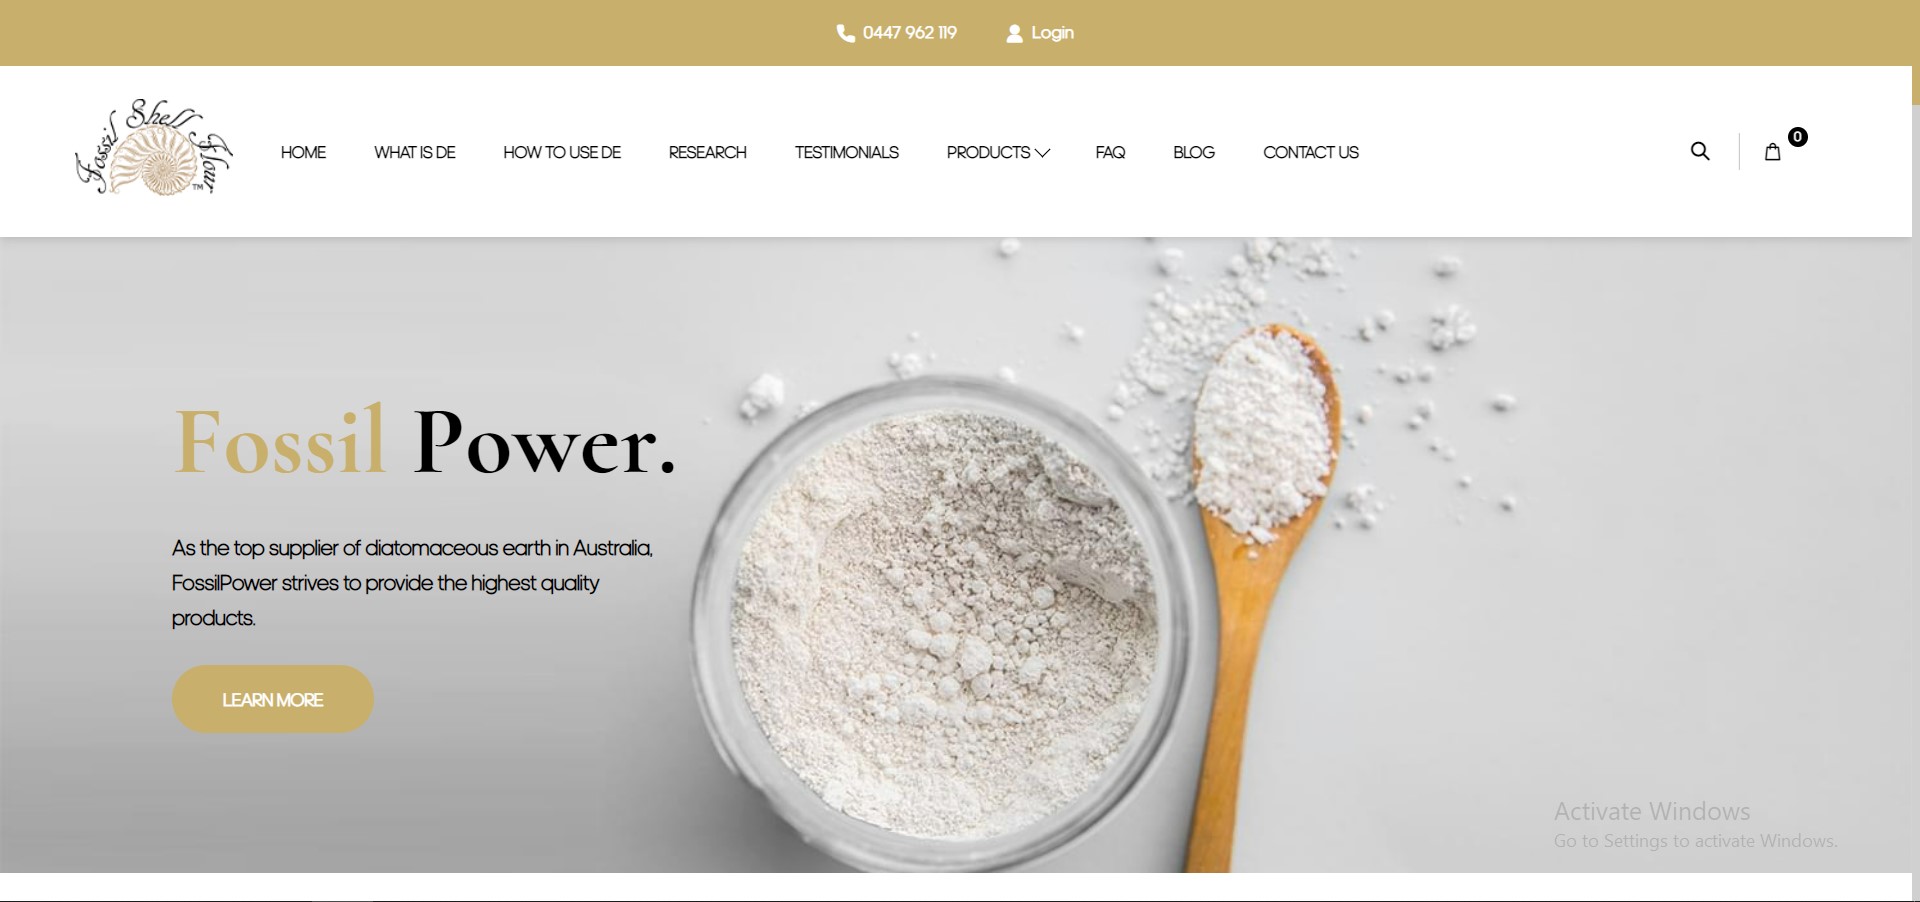 0447 962 119
Login
Fossil Shell Flour
TM
HOME
WHAT IS DE
HOW TO USE DE
RESEARCH
TESTIMONIALS
PRODUCTS
FAQ
BLOG
CONTACT US
0
Fossil Power.
As the top supplier of diatomaceous earth in Australia,
FossilPower strives to provide the highest quality
products.
LEARN MORE
Activate Windows
Go to Settings to activate Windows.